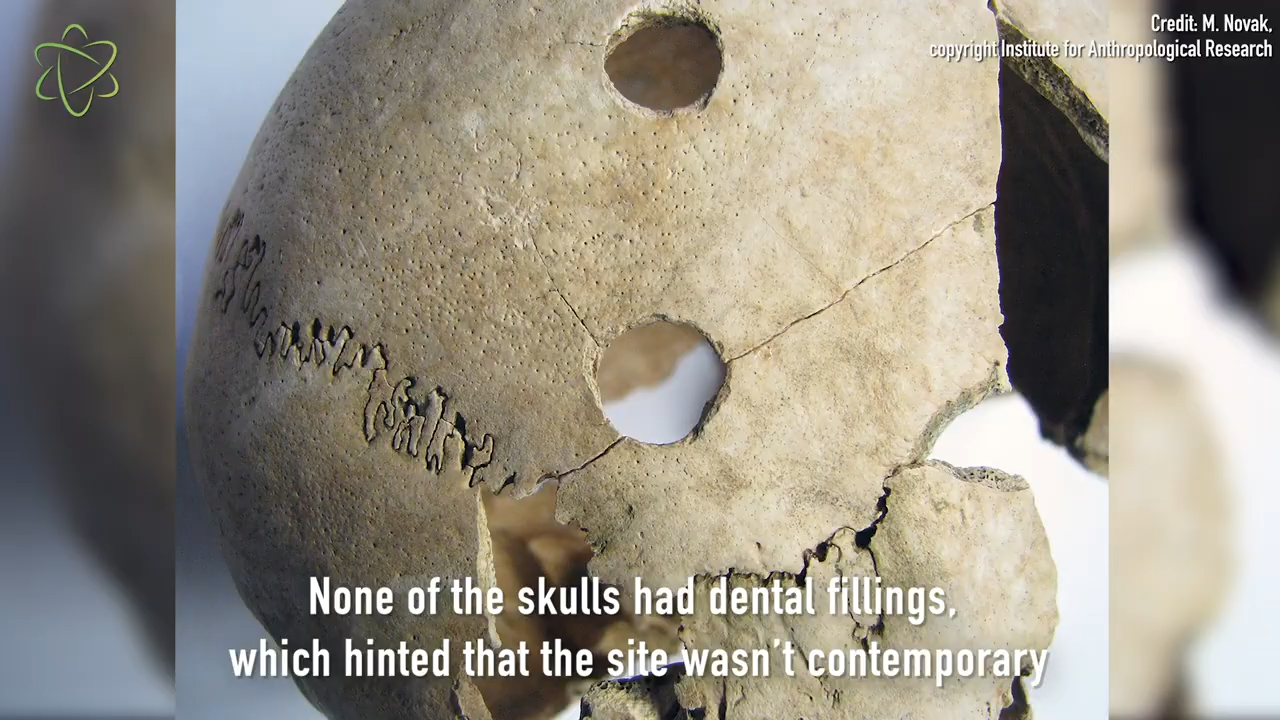 Credit: M. Novak,
copyright Institute for Anthropological Research
None of the skulls had dental fillings,
which hinted that the site wasn't contemporary